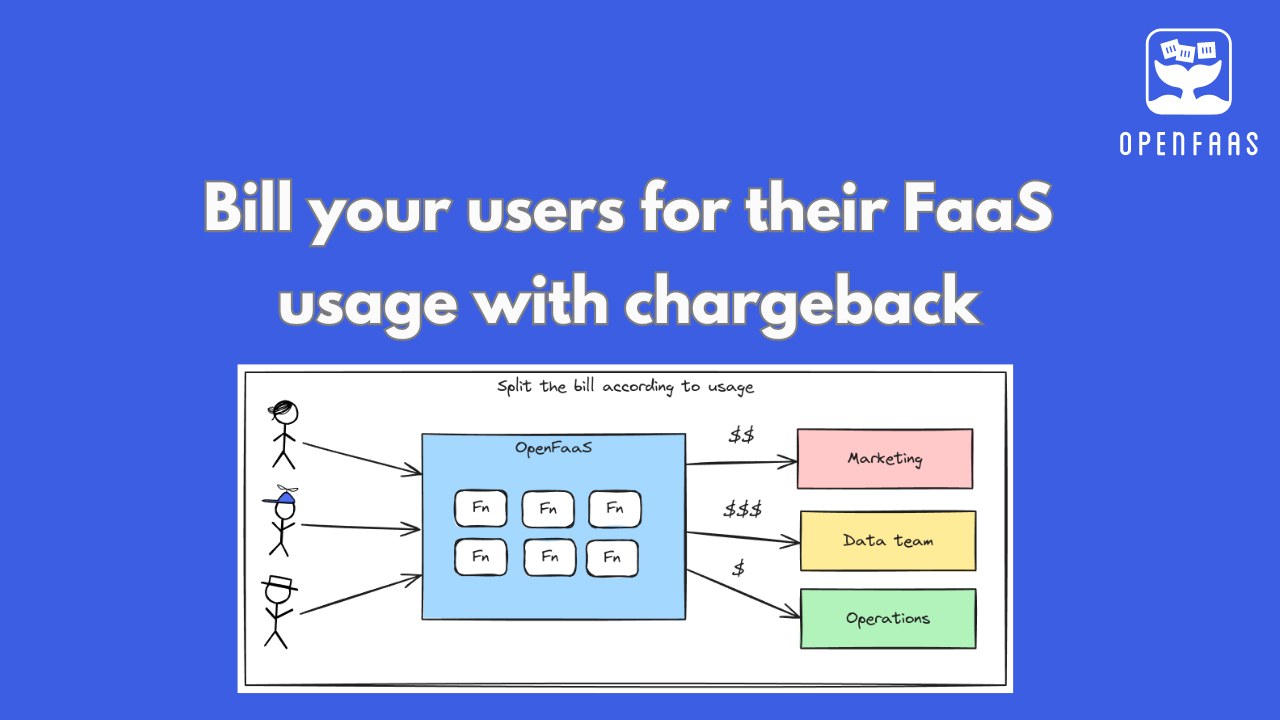 OPENFAAS
Bill your users for their FaaS
usage with chargeback
Split the bill according to usage
OpenFaaS
Fn Fn Fn
Fn Fn Fn
$$
Marketing
$$$
Data team
$
Operations